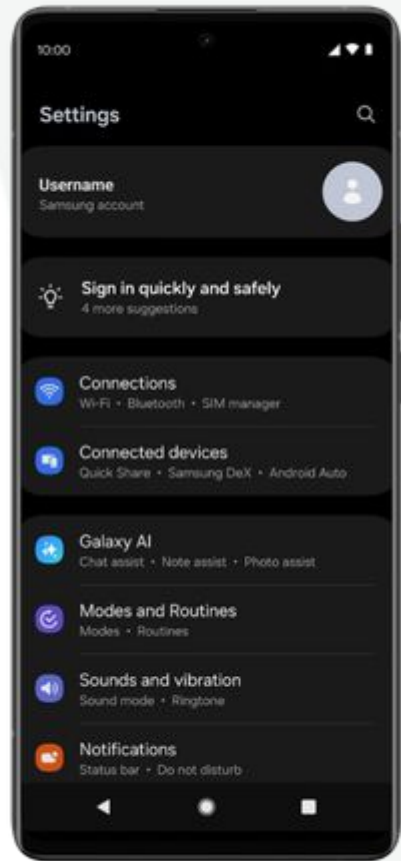 10:00
Settings
Username
Samsung account
Sign in quickly and safely
4 more suggestions
Connections
Wi-Fi • Bluetooth • SIM manager
Connected devices
Quick Share • Samsung DeX • Android Auto
Galaxy AI
Chat assist • Note assist • Photo assist
Modes and Routines
Modes • Routines
Sounds and vibration
Sound mode • Ringtone
Notifications
Status bar • Do not disturb